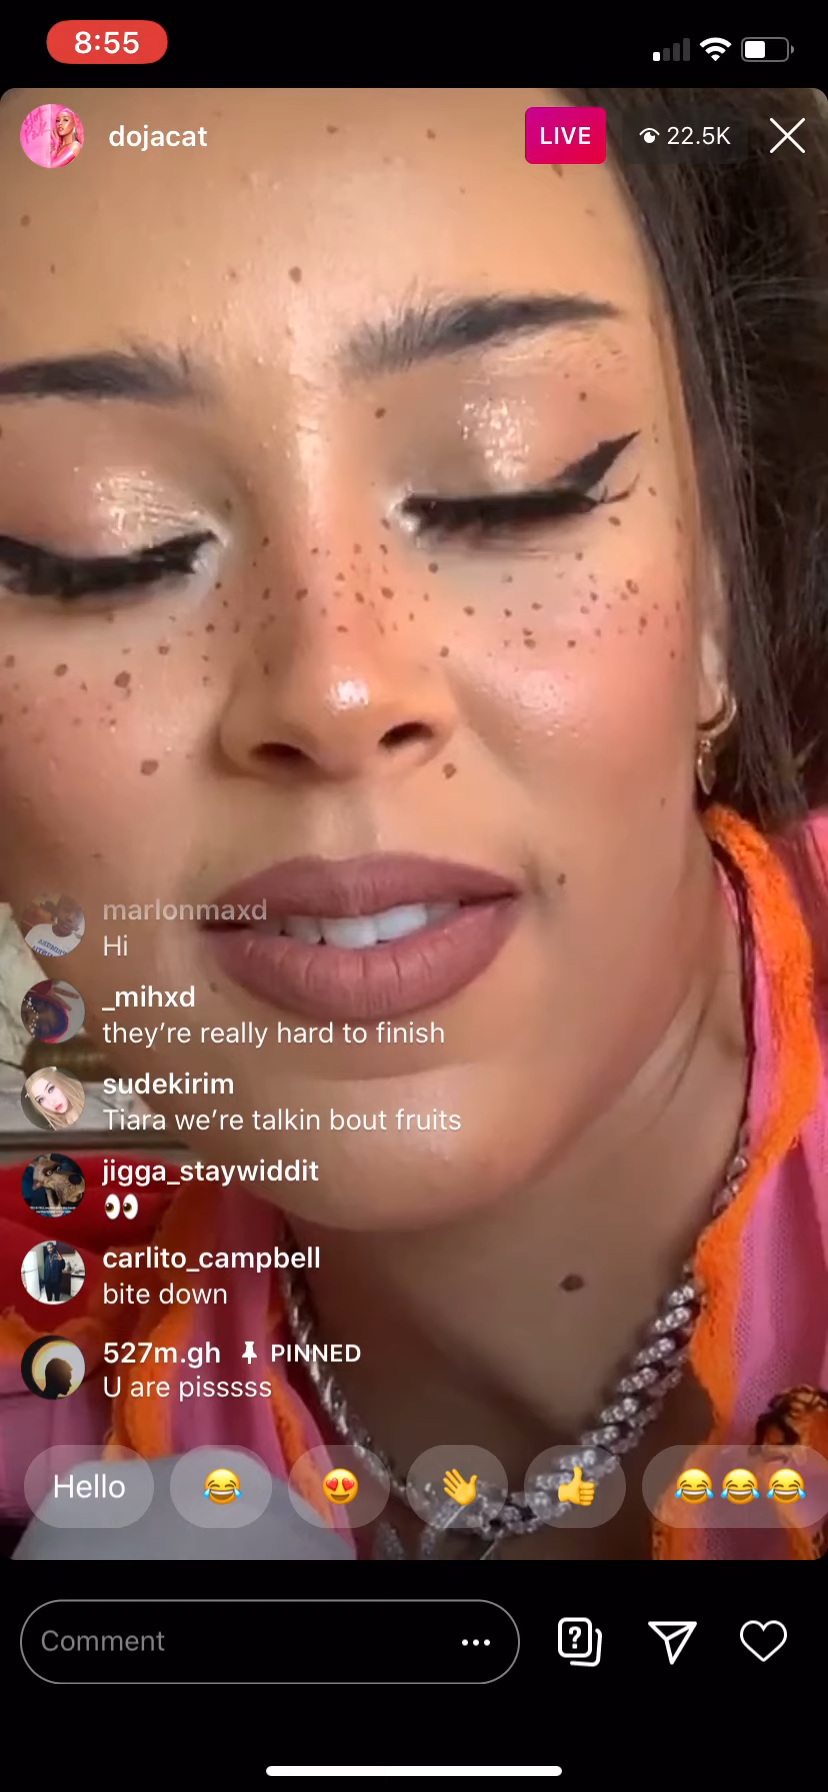 8:55
dojacat
LIVE
22.5K
marlonmaxd
Hi
_mihxd
they're really hard to finish
sudekirim
Tiara we're talkin bout fruits
jigga_staywiddit
👀
carlito_campbell
bite down
527m.gh PINNED
U are pisssss
Hello 😂 😍 👋 👍 😂😂😂
Comment